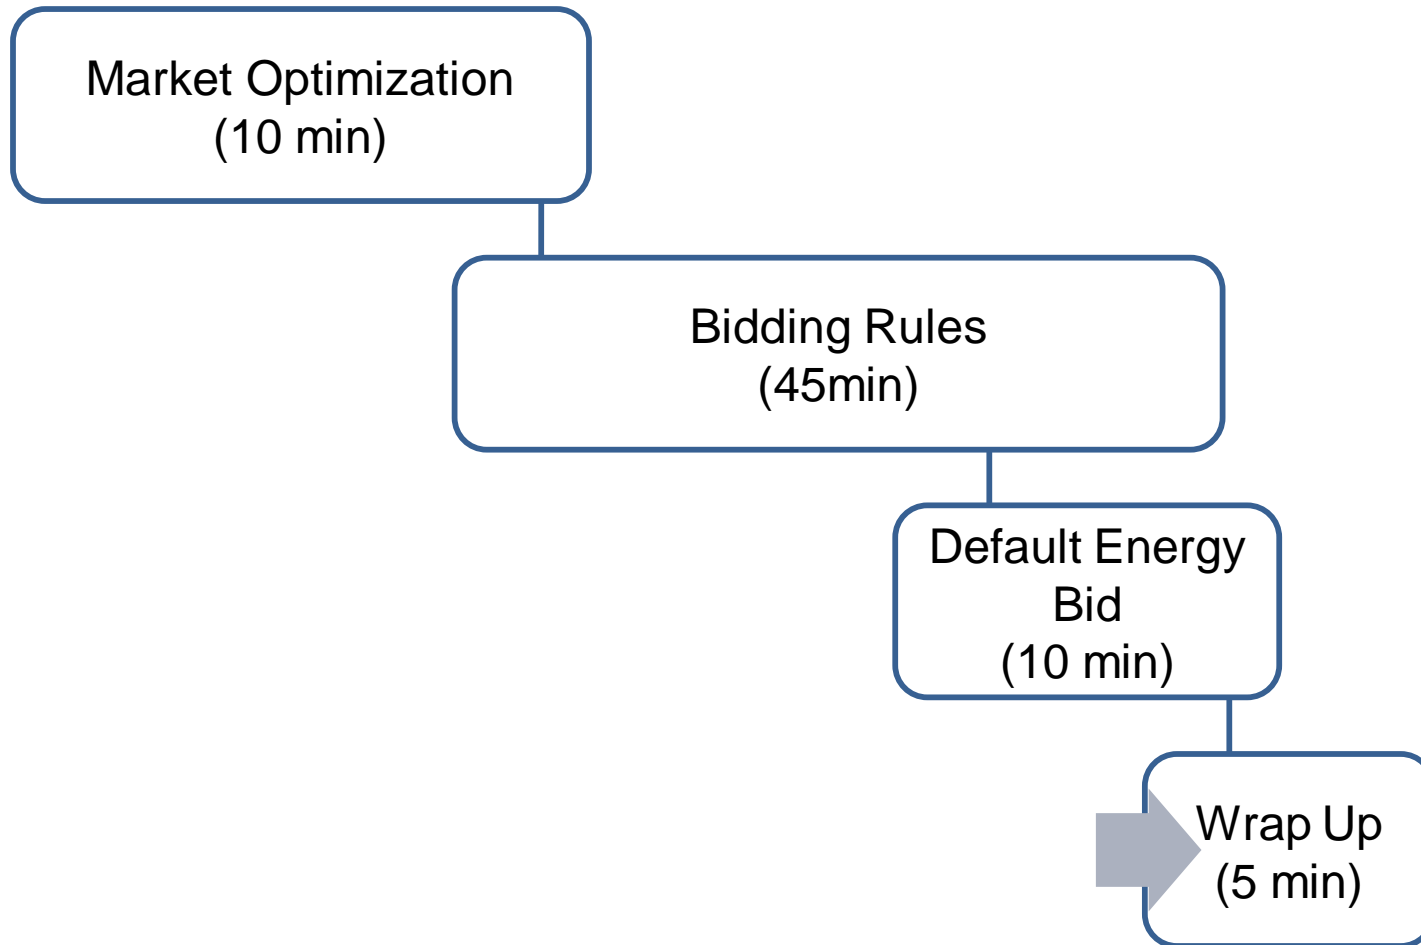 Market Optimization
(10 min)
Bidding Rules
(45min)
Default Energy
Bid
(10 min)
Wrap Up
(5 min)